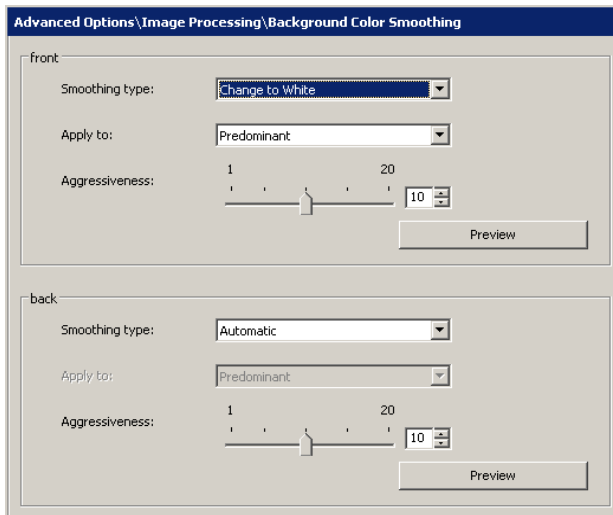 Advanced Options\Image Processing\Background Color Smoothing
front
Smoothing type: Change to White
Apply to: Predominant
1 20
Aggressiveness: 10
Preview
back
Smoothing type: Automatic
Apply to: Predominant
1 20
Aggressiveness: 10
Preview